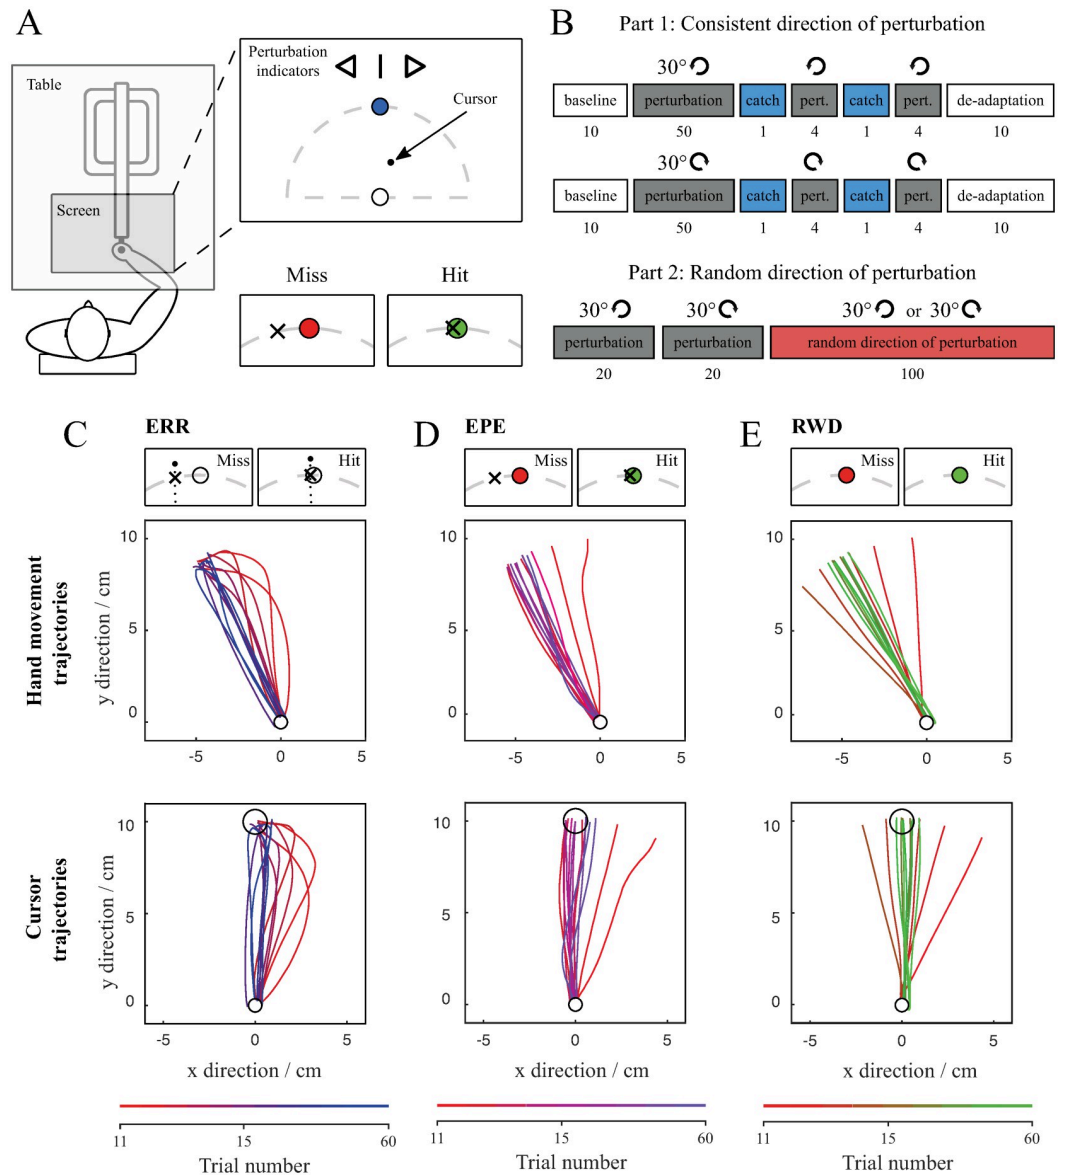 A
Table
Screen
Perturbation
indicators
Cursor
Miss
Hit
B
Part 1: Consistent direction of perturbation
30°
baseline perturbation catch pert. catch pert. de-adaptation
10 50 1 4 1 4 10
30°
baseline perturbation catch pert. catch pert. de-adaptation
10 50 1 4 1 4 10
Part 2: Random direction of perturbation
30° 30° 30° or 30°
perturbation perturbation random direction of perturbation
20 20 100
C ERR
Miss Hit
D EPE
Miss Hit
E RWD
Miss Hit
Hand movement
trajectories
y direction / cm
10
5
0
-5 0 5
10
5
0
-5 0 5
10
5
0
-5 0 5
Cursor
trajectories
y direction / cm
10
5
0
-5 0 5
x direction / cm
10
5
0
-5 0 5
x direction / cm
10
5
0
-5 0 5
x direction / cm
11 15 60
Trial number
11 15 60
Trial number
11 15 60
Trial number